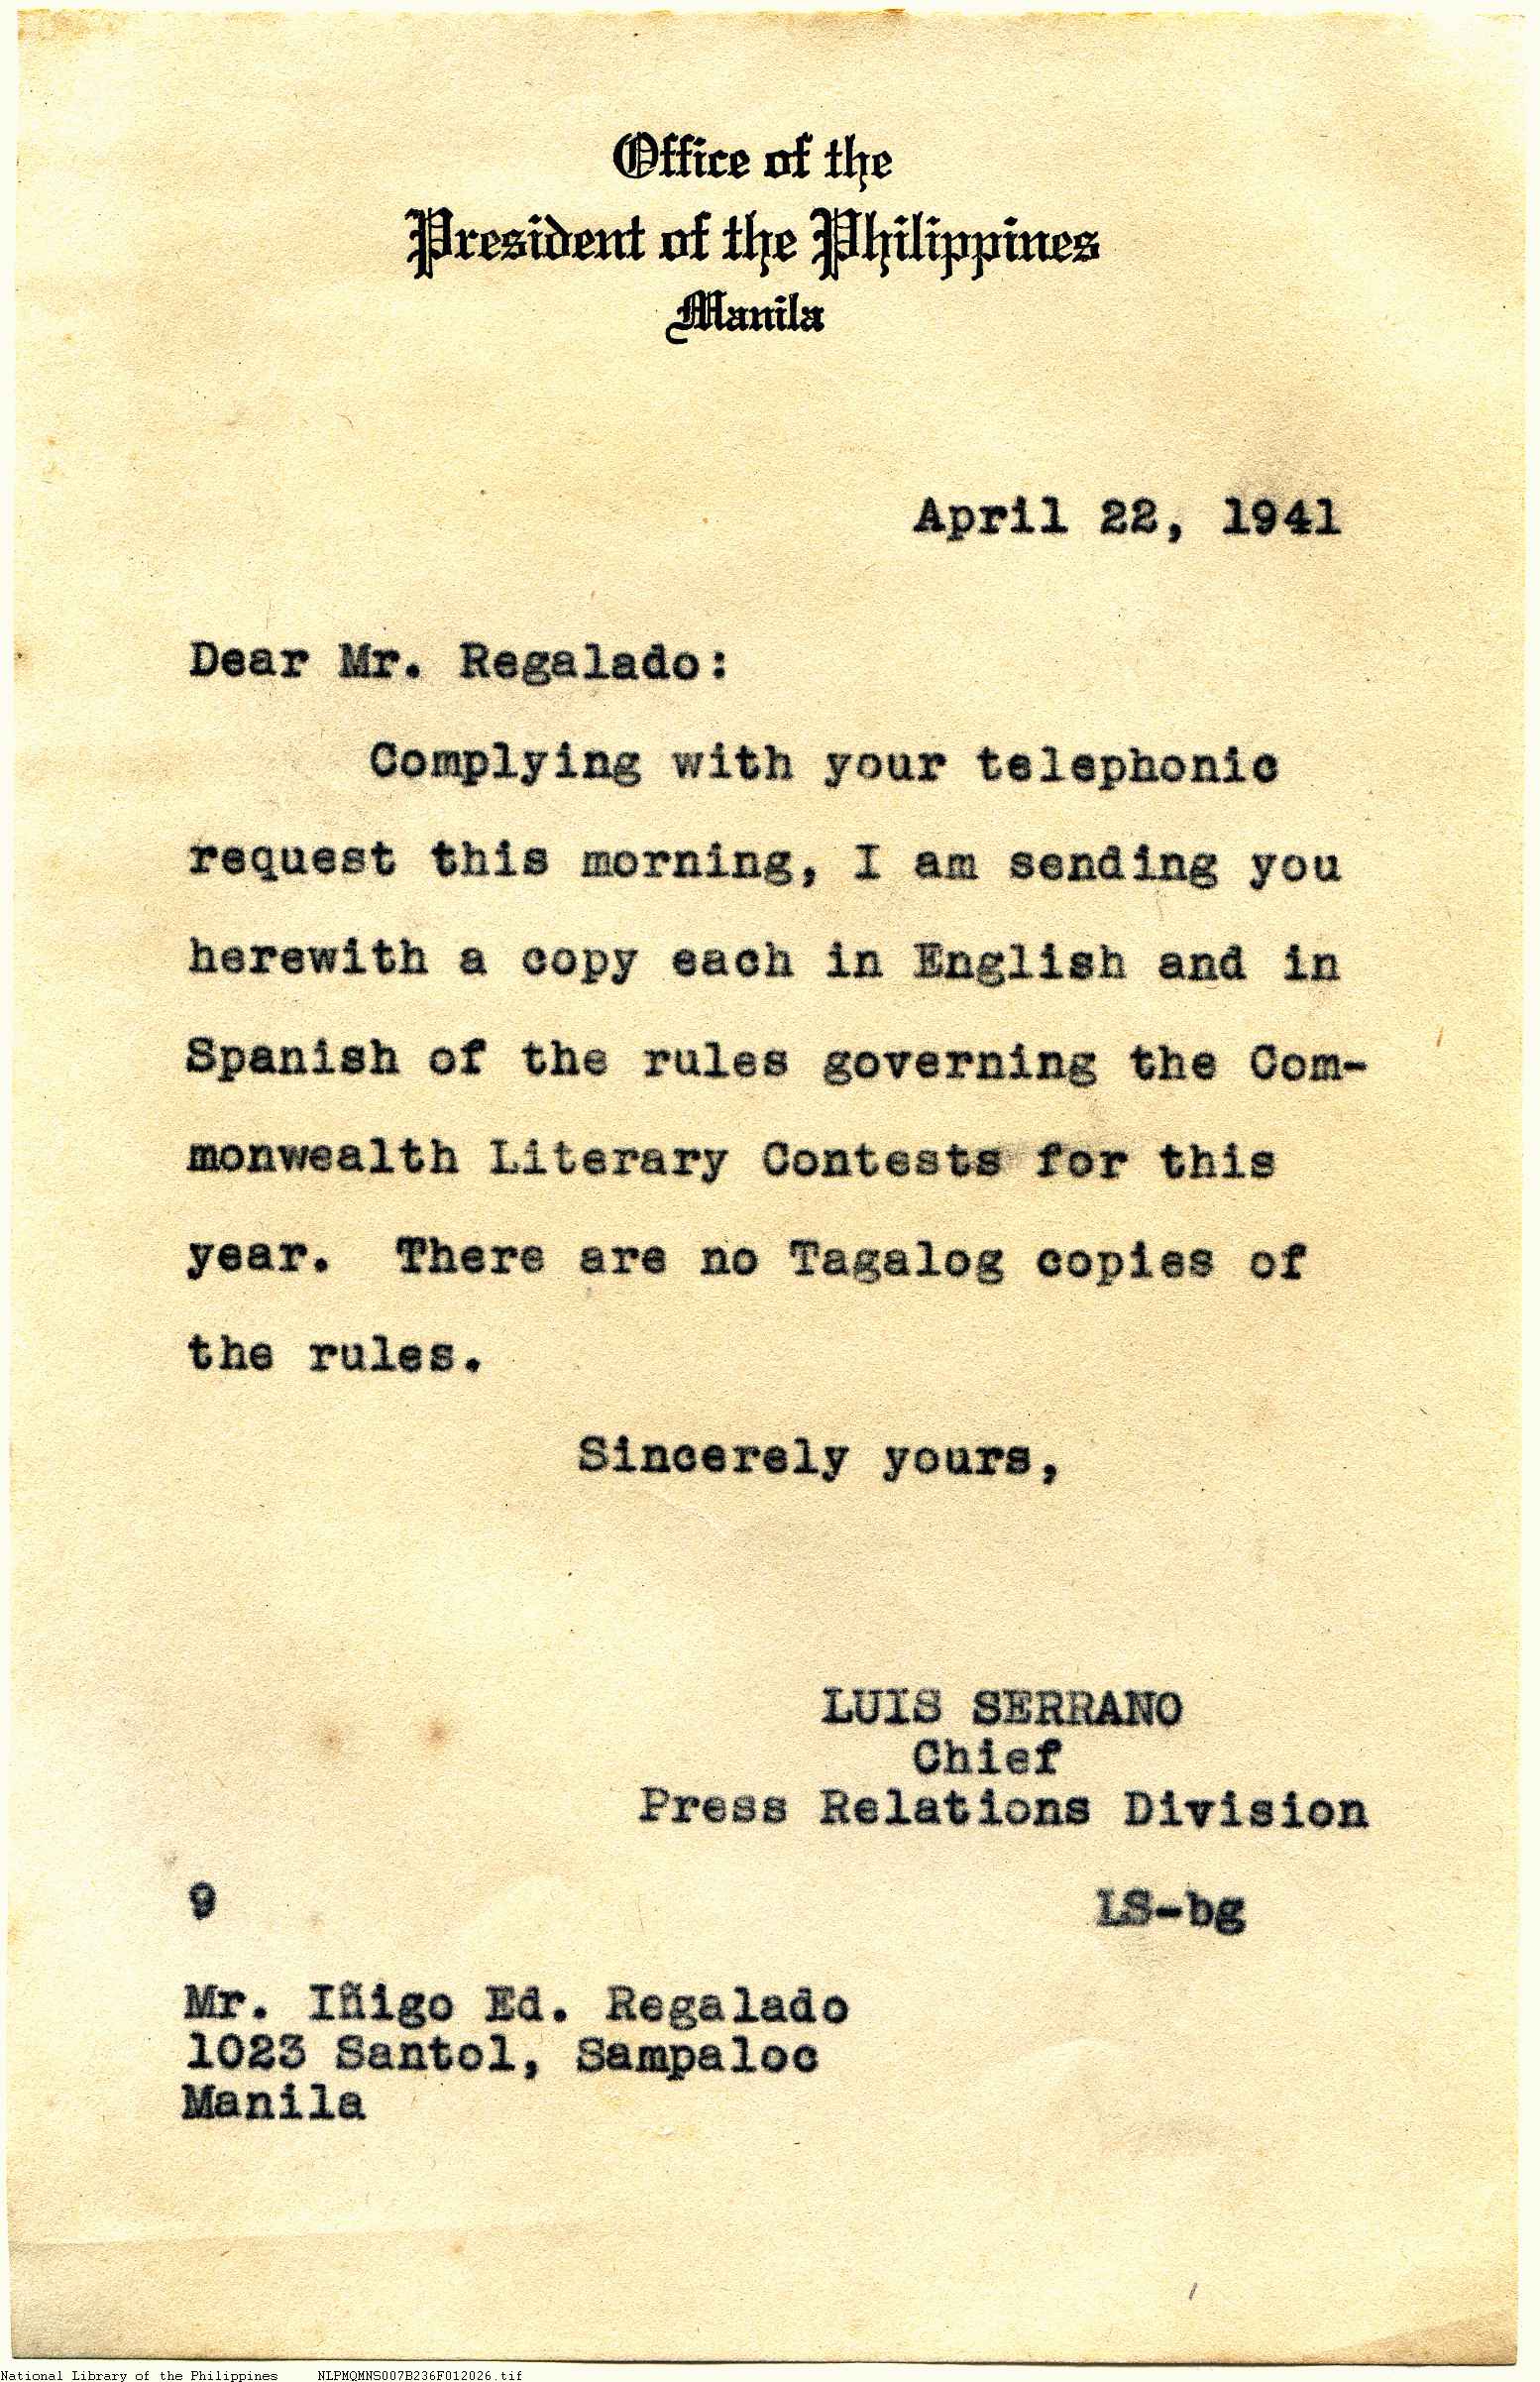 Office of the
President of the Philippines
Manila
April 22, 1941
Dear Mr. Regalado:
Complying with your telephonic
request this morning, I am sending you
herewith a copy each in English and in
Spanish of the rules governing the Com-
monwealth Literary Contests for this
year. There are no Tagalog copies of
the rules.
Sincerely yours,
LUIS SERRANO
Chief
Press Relations Division
9 LS-bg
Mr. Iñigo Ed. Regalado
1023 Santol, Sampaloc
Manila
National Library of the Philippines NLPMQMNS007B236F012026.tif